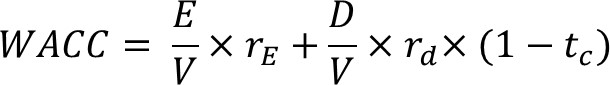 WACC = E/V × r_E + D/V × r_d × (1 − t_c)